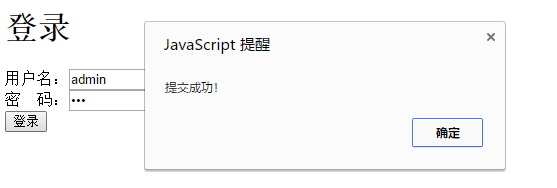 登录
JavaScript 提醒
提交成功！
确定
用户名：admin
密　码：•••
登录